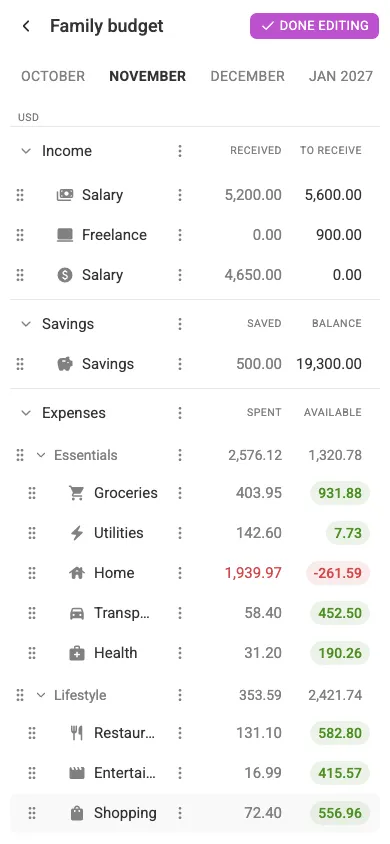 Family budget DONE EDITING
OCTOBER NOVEMBER DECEMBER JAN 2027
USD
Income RECEIVED TO RECEIVE
Salary 5,200.00 5,600.00
Freelance 0.00 900.00
Salary 4,650.00 0.00
Savings SAVED BALANCE
Savings 500.00 19,300.00
Expenses SPENT AVAILABLE
Essentials 2,576.12 1,320.78
Groceries 403.95 931.88
Utilities 142.60 7.73
Home 1,939.97 -261.59
Transp... 58.40 452.50
Health 31.20 190.26
Lifestyle 353.59 2,421.74
Restaur... 131.10 582.80
Entertai... 16.99 415.57
Shopping 72.40 556.96